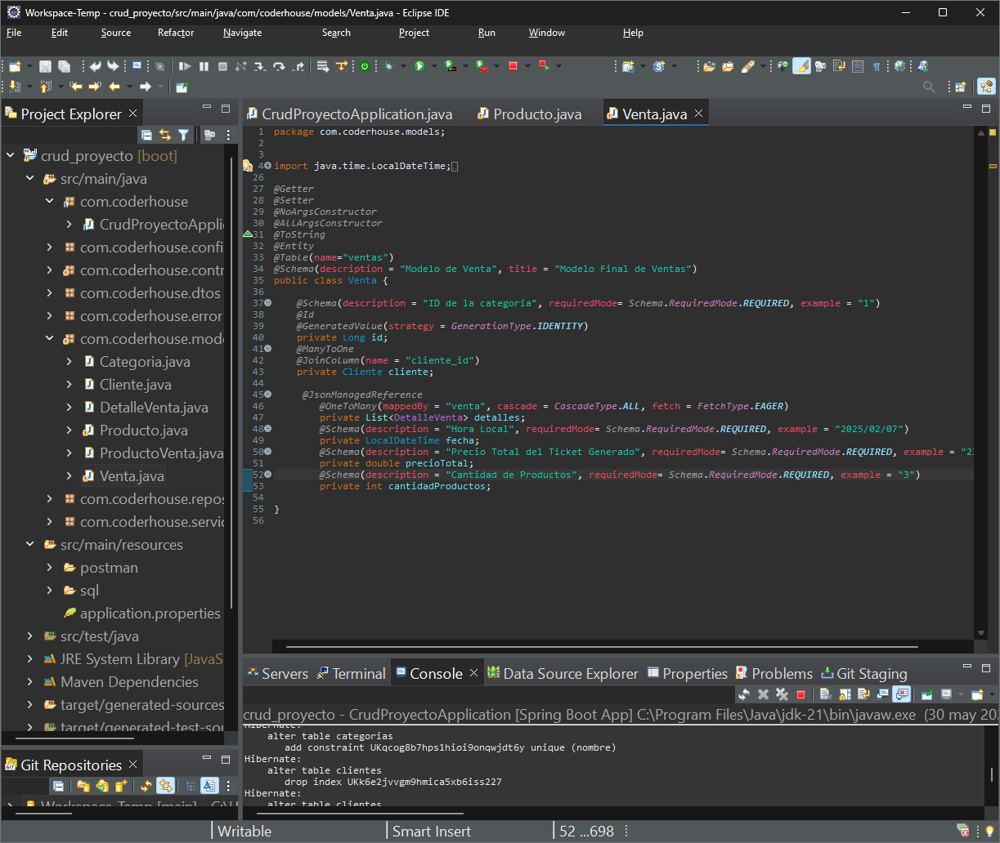 Workspace-Temp - crud_proyecto/src/main/java/com/coderhouse/models/Venta.java - Eclipse IDE
File Edit Source Refactor Navigate Search Project Run Window Help
Project Explorer
crud_proyecto [boot]
src/main/java
com.coderhouse
CrudProyectoApplic
com.coderhouse.confi
com.coderhouse.contr
com.coderhouse.dtos
com.coderhouse.error
com.coderhouse.mode
Categoria.java
Cliente.java
DetalleVenta.java
Producto.java
ProductoVenta.java
Venta.java
com.coderhouse.repos
com.coderhouse.servic
src/main/resources
postman
sql
application.properties
src/test/java
JRE System Library [JavaS
Maven Dependencies
target/generated-sources
target/generated-test-sou
Git Repositories
Workspace-Temp [main]
CrudProyectoApplication.java Producto.java Venta.java
1 package com.coderhouse.models;
2
3
4 import java.time.LocalDateTime;
26
27 @Getter
28 @Setter
29 @NoArgsConstructor
30 @AllArgsConstructor
31 @ToString
32 @Entity
33 @Table(name="ventas")
34 @Schema(description = "Modelo de Venta", title = "Modelo Final de Ventas")
35 public class Venta {
36
37 @Schema(description = "ID de la categoria", requiredMode= Schema.RequiredMode.REQUIRED, example = "1")
38 @Id
39 @GeneratedValue(strategy = GenerationType.IDENTITY)
40 private Long id;
41 @ManyToOne
42 @JoinColumn(name = "cliente_id")
43 private Cliente cliente;
44
45 @JsonManagedReference
46 @OneToMany(mappedBy = "venta", cascade = CascadeType.ALL, fetch = FetchType.EAGER)
47 private List<DetalleVenta> detalles;
48 @Schema(description = "Hora Local", requiredMode= Schema.RequiredMode.REQUIRED, example = "2025/02/07")
49 private LocalDateTime fecha;
50 @Schema(description = "Precio Total del Ticket Generado", requiredMode= Schema.RequiredMode.REQUIRED, example = "2
51 private double precioTotal;
52 @Schema(description = "Cantidad de Productos", requiredMode= Schema.RequiredMode.REQUIRED, example = "3")
53 private int cantidadProductos;
54
55 }
56
Servers Terminal Console Data Source Explorer Properties Problems Git Staging
crud_proyecto - CrudProyectoApplication [Spring Boot App] C:\Program Files\Java\jdk-21\bin\javaw.exe (30 may 202
Hibernate:
alter table categorias
add constraint UKqcog8b7hps1hioi9onqwjdt6y unique (nombre)
Hibernate:
alter table clientes
drop index UKk6e2jvvgm9hmica5xb6iss227
Hibernate:
alter table clientes
Writable Smart Insert 52 ...698